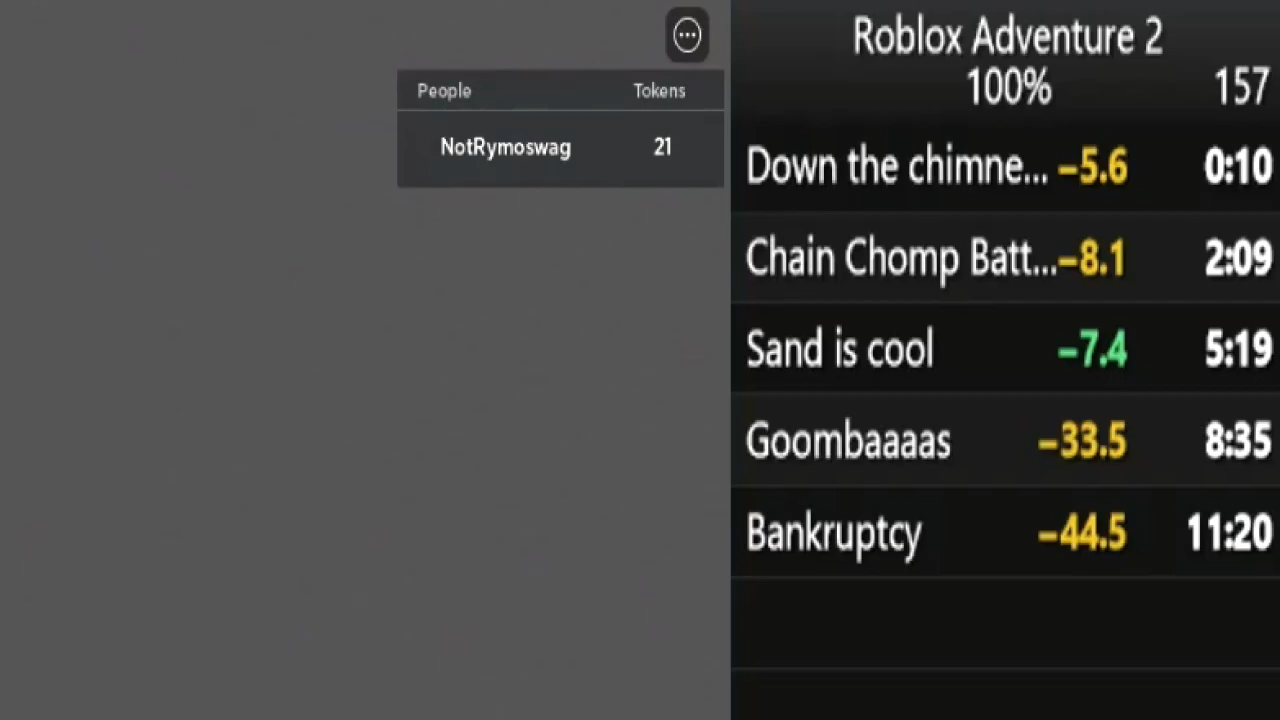 People Tokens
NotRymoswag 21
Roblox Adventure 2
100% 157
Down the chimne... −5.6 0:10
Chain Chomp Batt... −8.1 2:09
Sand is cool −7.4 5:19
Goombaaaas −33.5 8:35
Bankruptcy −44.5 11:20